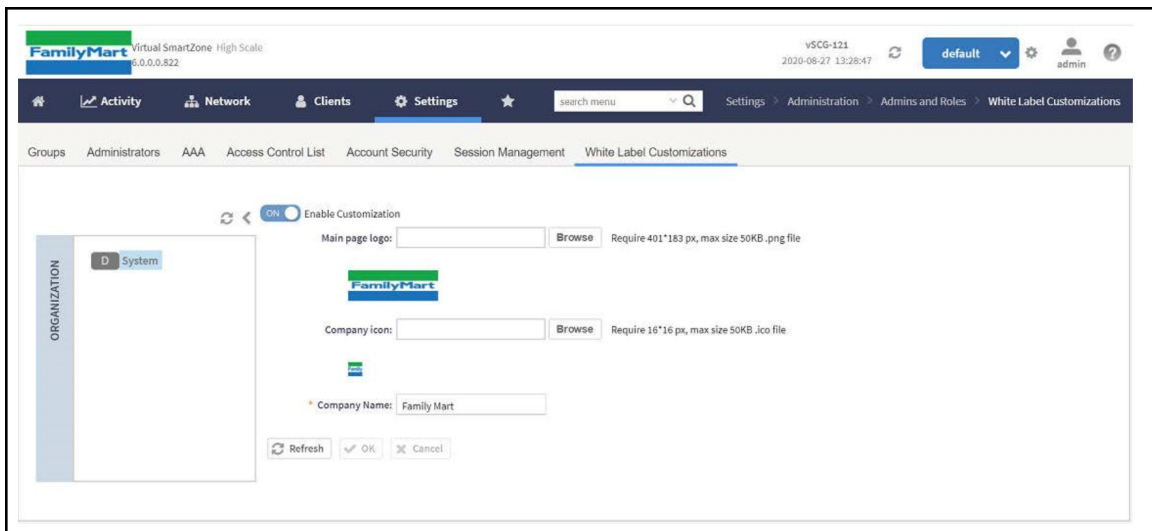 FamilyMart Virtual SmartZone High Scale
6.0.0.0.822
vSCG-121
2020-08-27 13:28:47
default
admin
Activity Network Clients Settings search menu Settings > Administration > Admins and Roles > White Label Customizations
Groups Administrators AAA Access Control List Account Security Session Management White Label Customizations
ON Enable Customization
Main page logo: Browse Require 401*183 px, max size 50KB .png file
ORGANIZATION
D System
FamilyMart
Company icon: Browse Require 16*16 px, max size 50KB .ico file
Family
* Company Name: Family Mart
Refresh OK Cancel